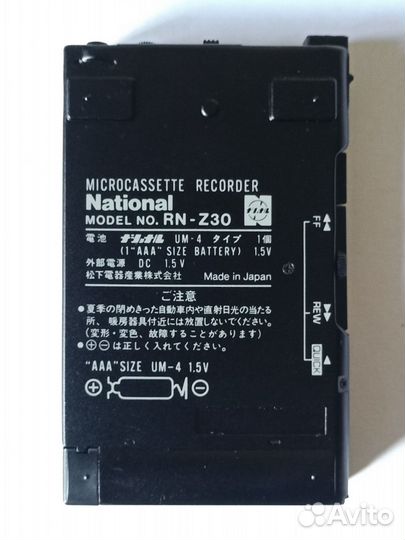 MICROCASSETTE RECORDER
National
MODEL NO. RN-Z30
電池 ナショナル UM-4 タイプ 1個
(1"AAA" SIZE BATTERY) 1.5V
外部電源 DC 1.5V
松下電器産業株式会社 Made in Japan
ご注意
●夏季の閉めきった自動車内や直射日光の当たる
所、暖房器具付近には放置しないでください。
(変形・変色、故障することがあります)
●⊕⊖は正しく入れてください。
"AAA" SIZE UM-4 1.5V
⊕ ⊖
FF
REW
QUICK
Avito